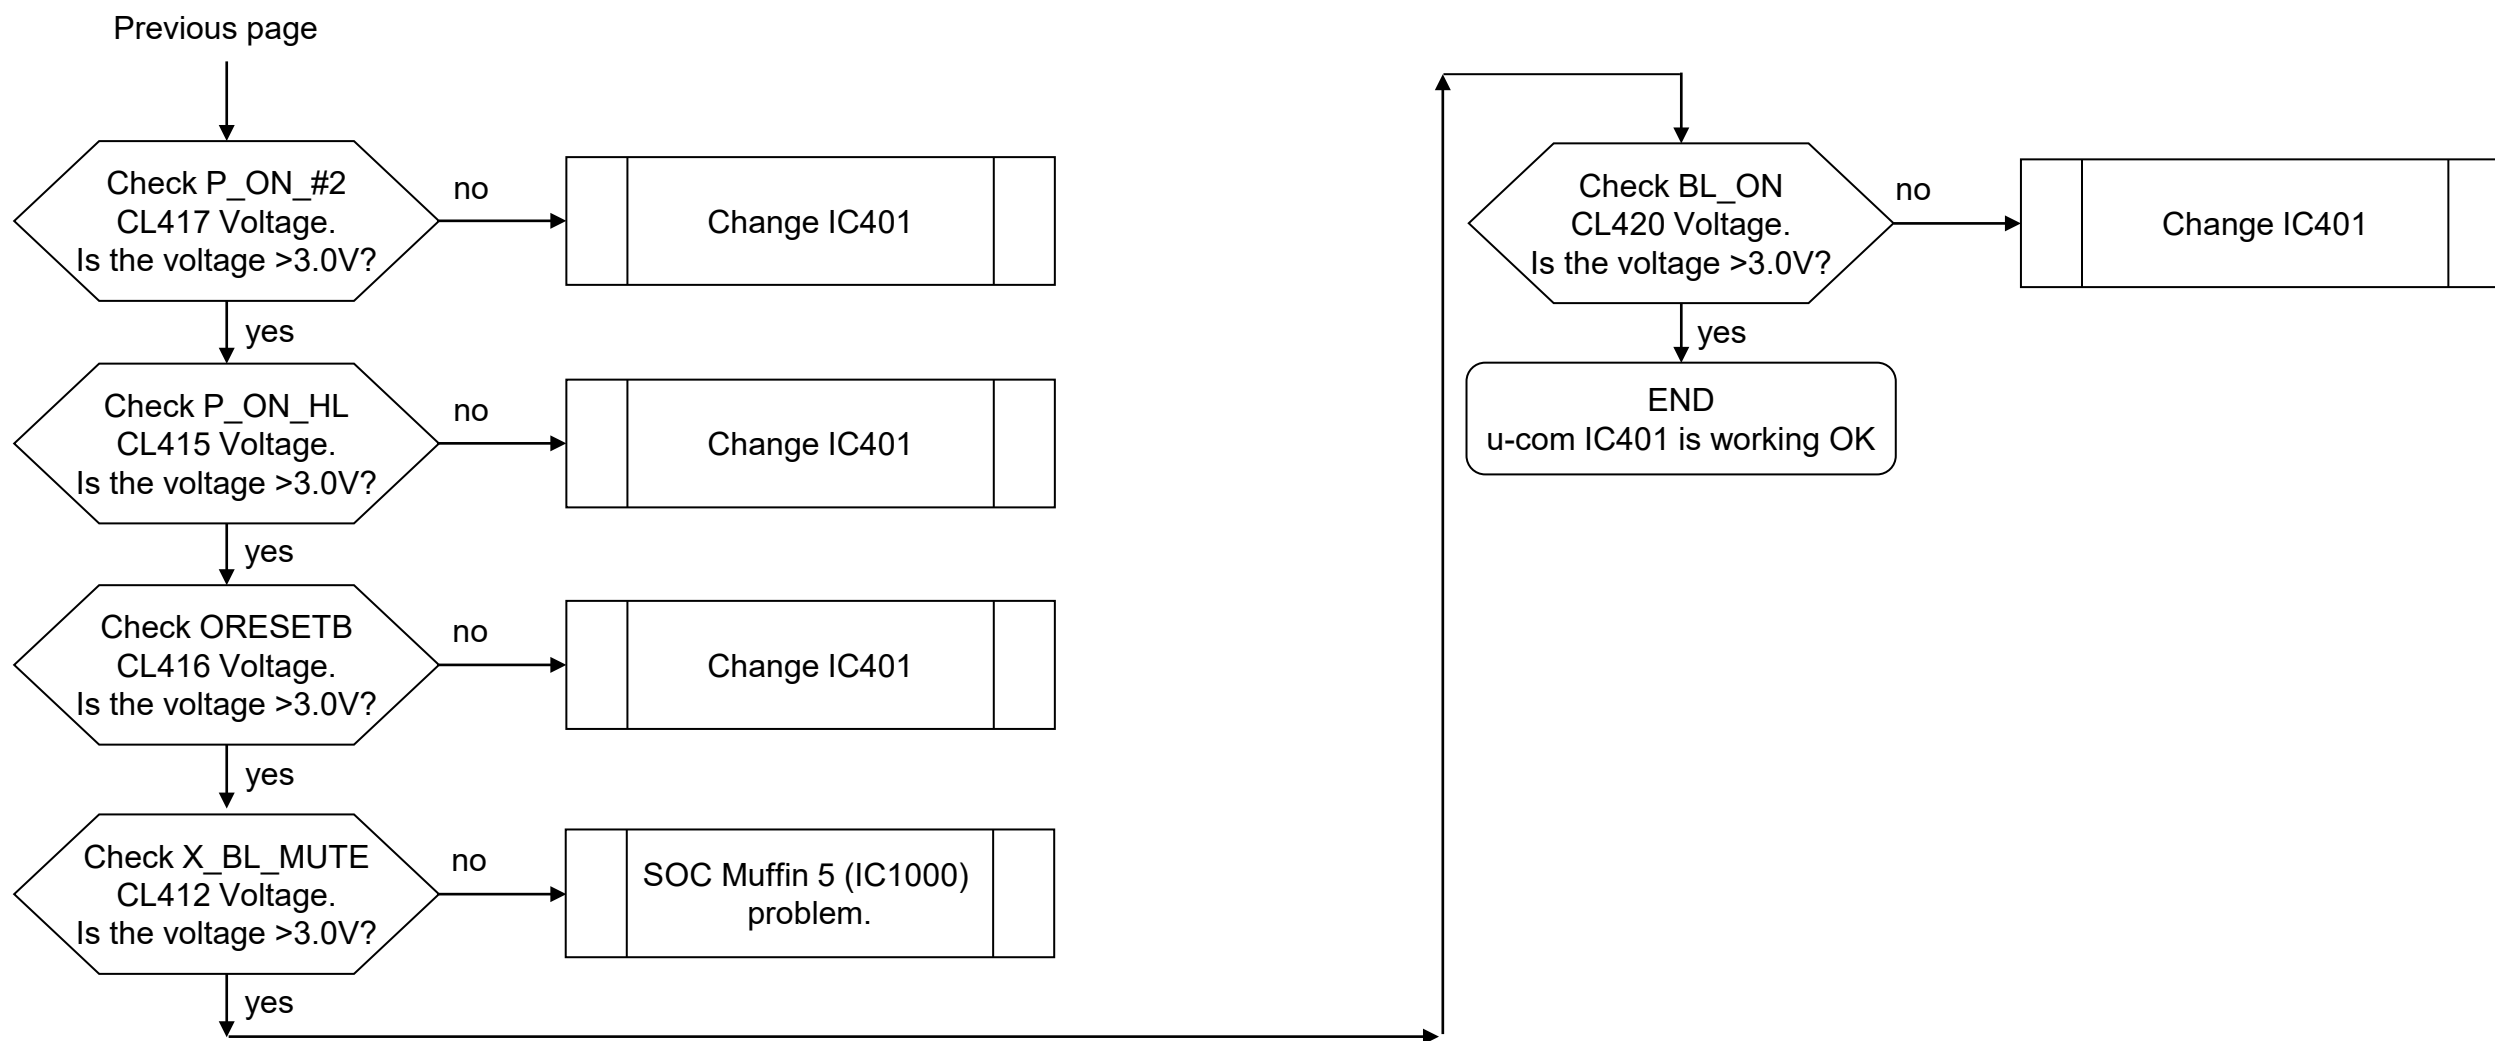 Previous page
Check P_ON_#2
CL417 Voltage.
Is the voltage >3.0V?
no
Change IC401
yes
Check P_ON_HL
CL415 Voltage.
Is the voltage >3.0V?
no
Change IC401
yes
Check ORESETB
CL416 Voltage.
Is the voltage >3.0V?
no
Change IC401
yes
Check X_BL_MUTE
CL412 Voltage.
Is the voltage >3.0V?
no
SOC Muffin 5 (IC1000)
problem.
yes
Check BL_ON
CL420 Voltage.
Is the voltage >3.0V?
no
Change IC401
yes
END
u-com IC401 is working OK